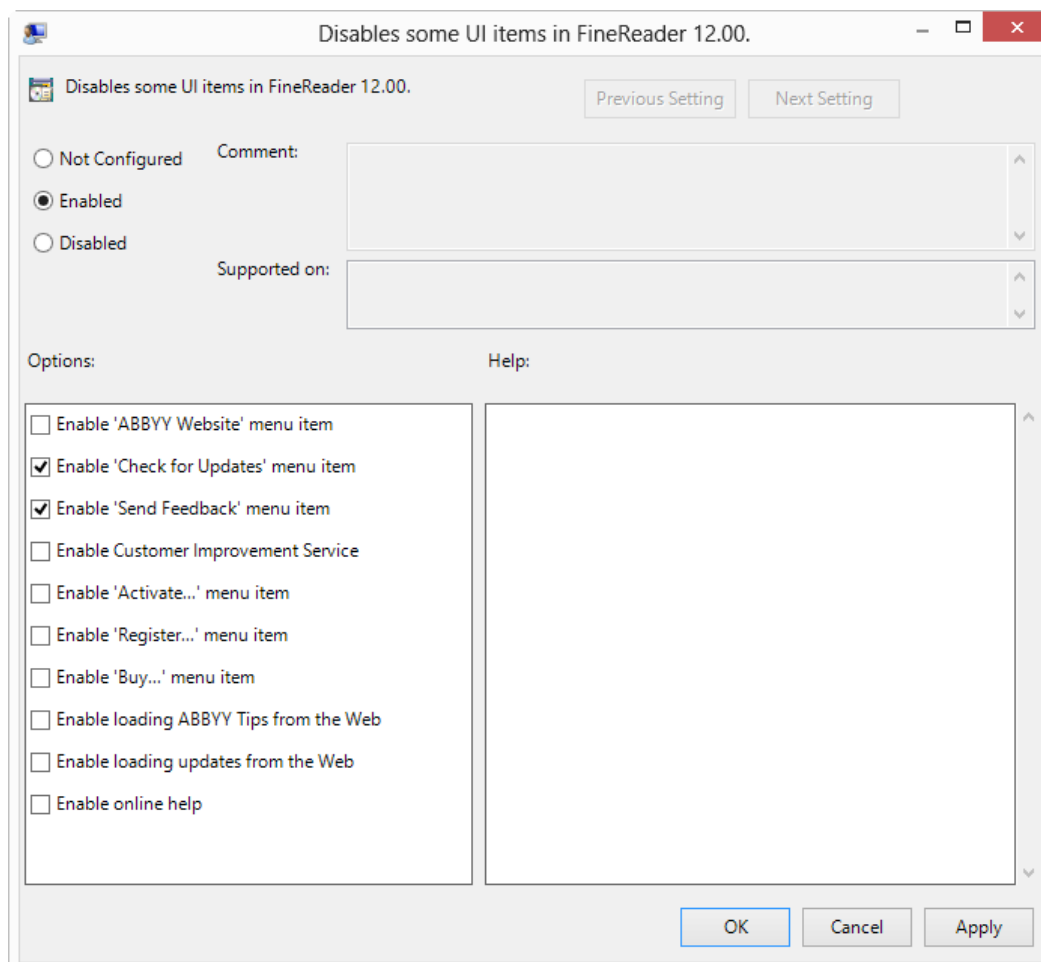 Disables some UI items in FineReader 12.00.
Disables some UI items in FineReader 12.00.
Previous Setting
Next Setting
Not Configured
Comment:
Enabled
Disabled
Supported on:
Options:
Help:
Enable 'ABBYY Website' menu item
Enable 'Check for Updates' menu item
Enable 'Send Feedback' menu item
Enable Customer Improvement Service
Enable 'Activate...' menu item
Enable 'Register...' menu item
Enable 'Buy...' menu item
Enable loading ABBYY Tips from the Web
Enable loading updates from the Web
Enable online help
OK
Cancel
Apply